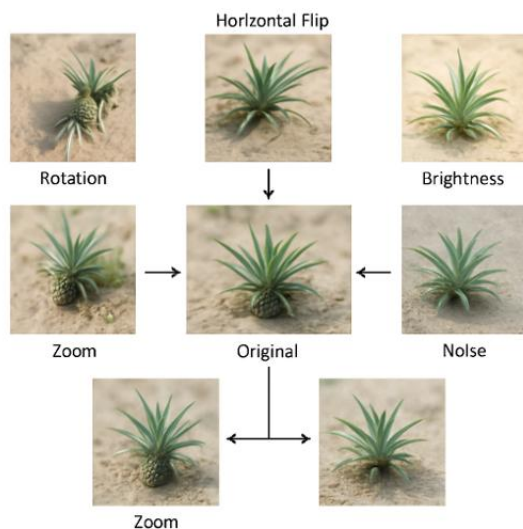 Horlzontal Flip
Rotation
Brightness
Zoom
Original
Nolse
Zoom